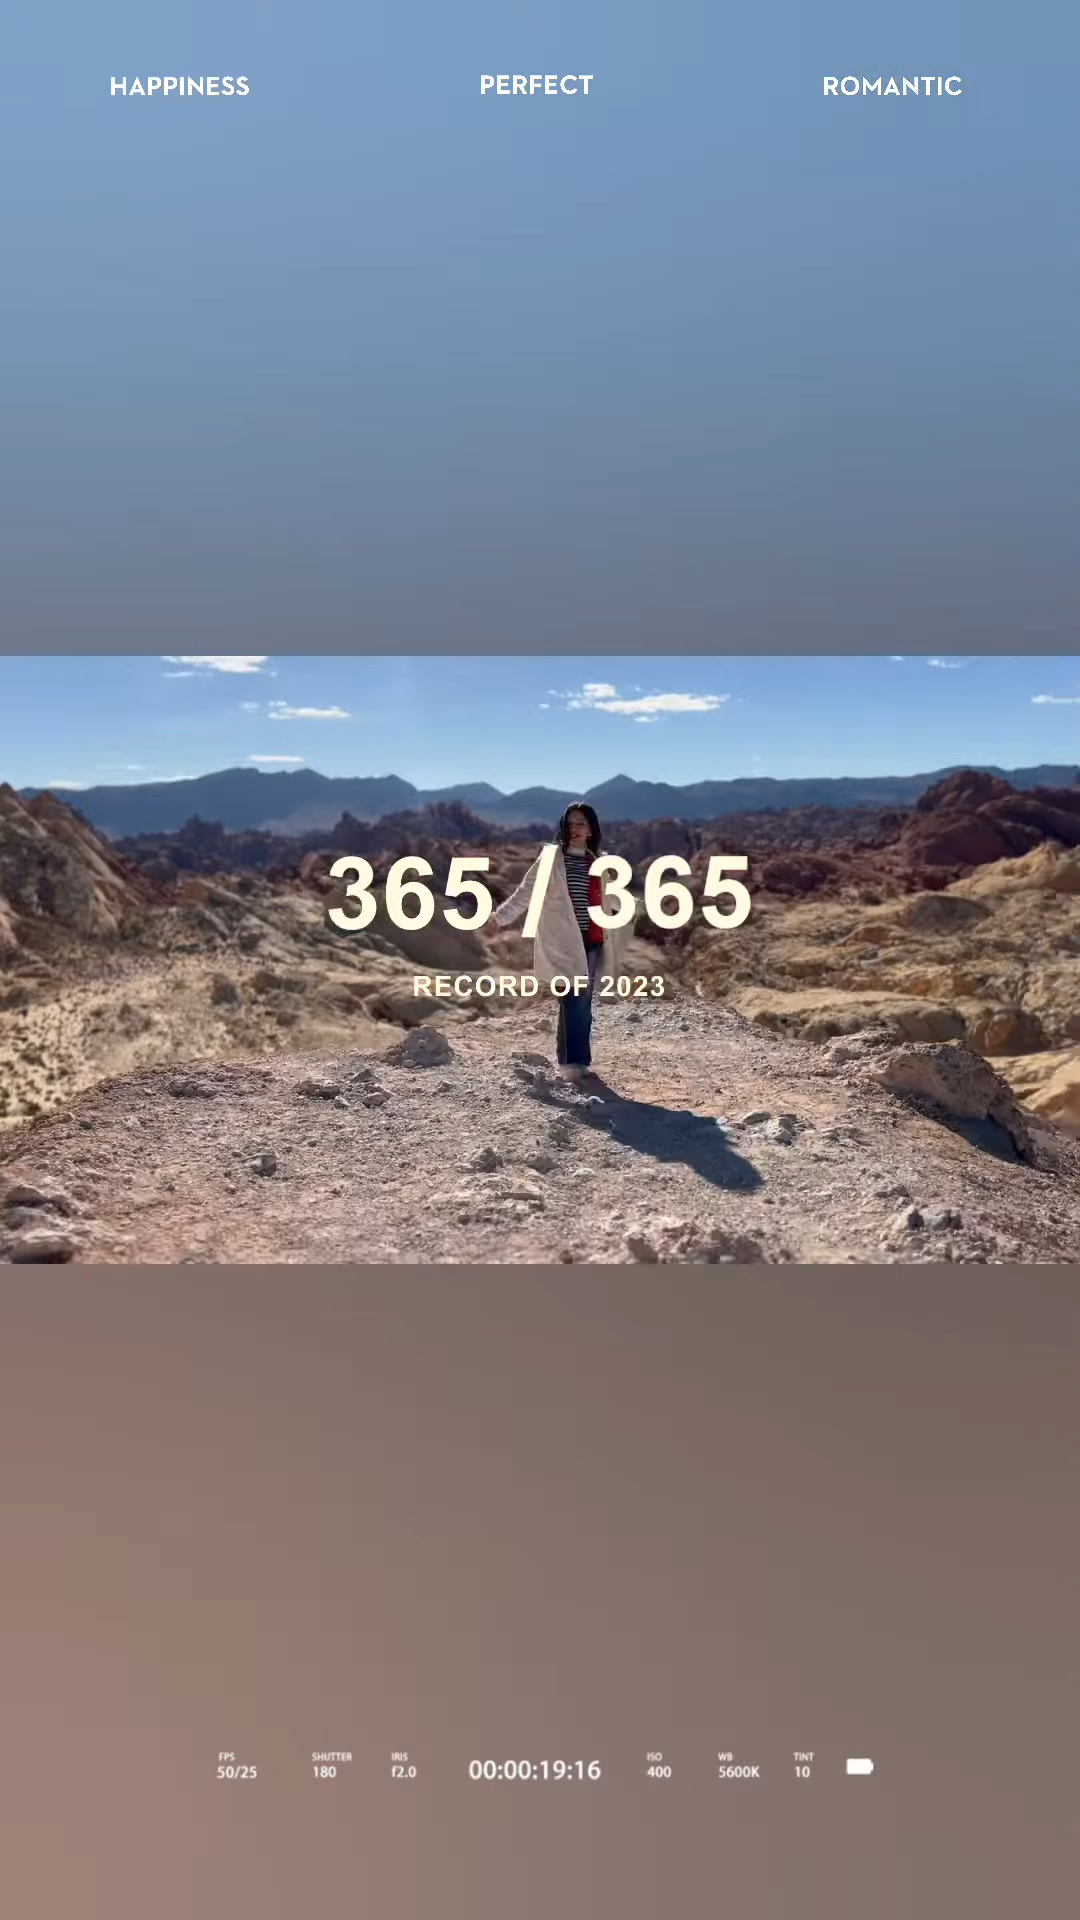 HAPPINESS PERFECT ROMANTIC
365 / 365
RECORD OF 2023
FPS SHUTTER IRIS ISO WB TINT
50/25 180 f2.0 00:00:19:16 400 5600K 10